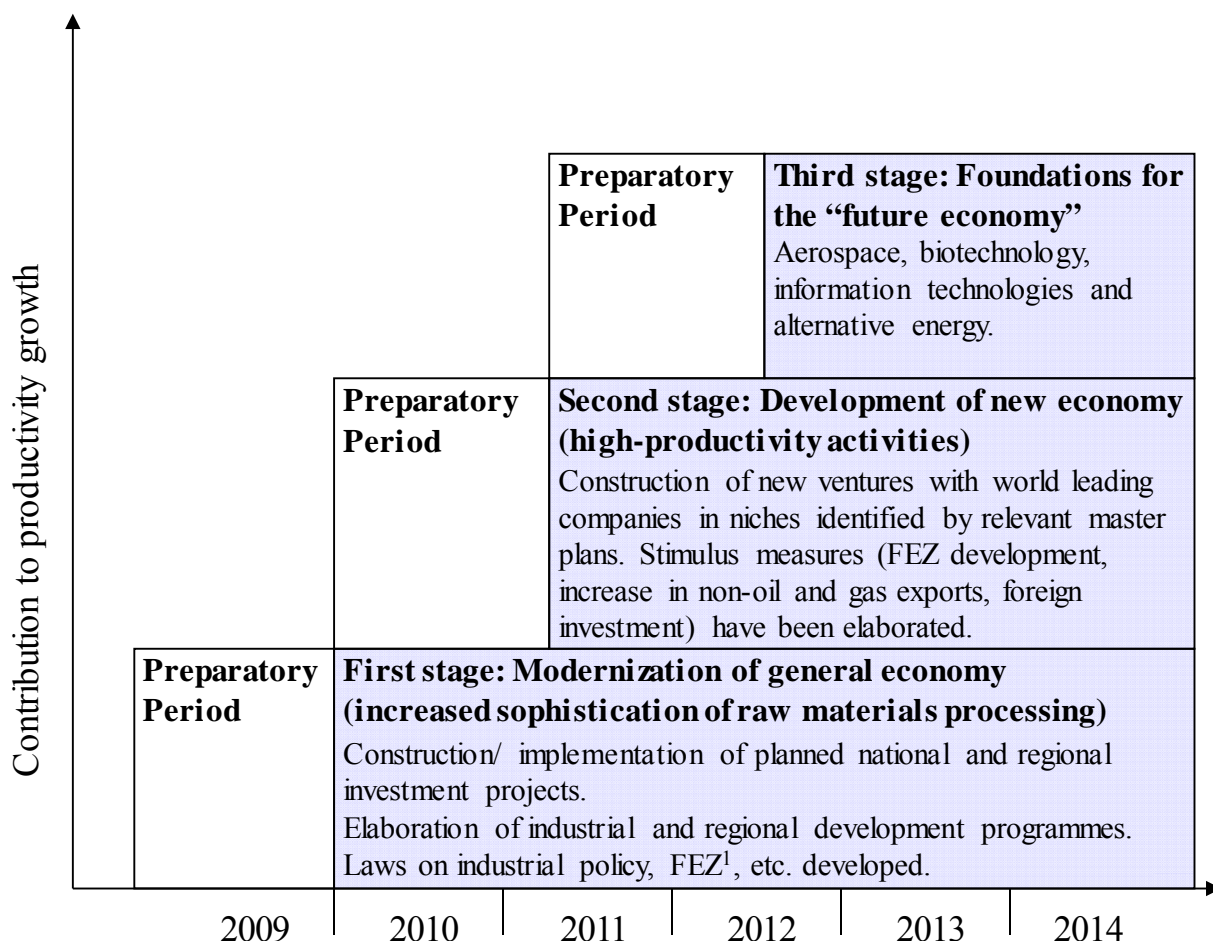 Contribution to productivity growth
Preparatory
Period
Third stage: Foundations for
the “future economy”
Aerospace, biotechnology,
information technologies and
alternative energy.
Preparatory
Period
Second stage: Development of new economy
(high-productivity activities)
Construction of new ventures with world leading
companies in niches identified by relevant master
plans. Stimulus measures (FEZ development,
increase in non-oil and gas exports, foreign
investment) have been elaborated.
Preparatory
Period
First stage: Modernization of general economy
(increased sophistication of raw materials processing)
Construction/ implementation of planned national and regional
investment projects.
Elaboration of industrial and regional development programmes.
Laws on industrial policy, FEZ¹, etc. developed.
2009 2010 2011 2012 2013 2014